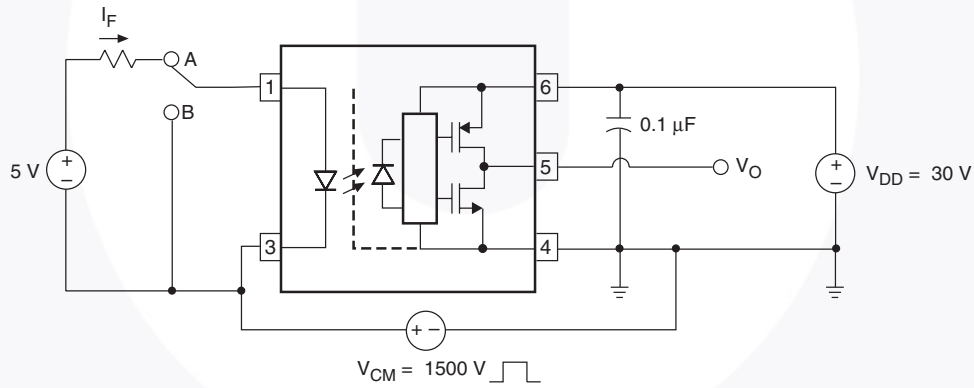 I_F
A
B
5 V
+
−
1
3
6
5
4
0.1 µF
V_O
+
−
V_DD = 30 V
+ −
V_CM = 1500 V